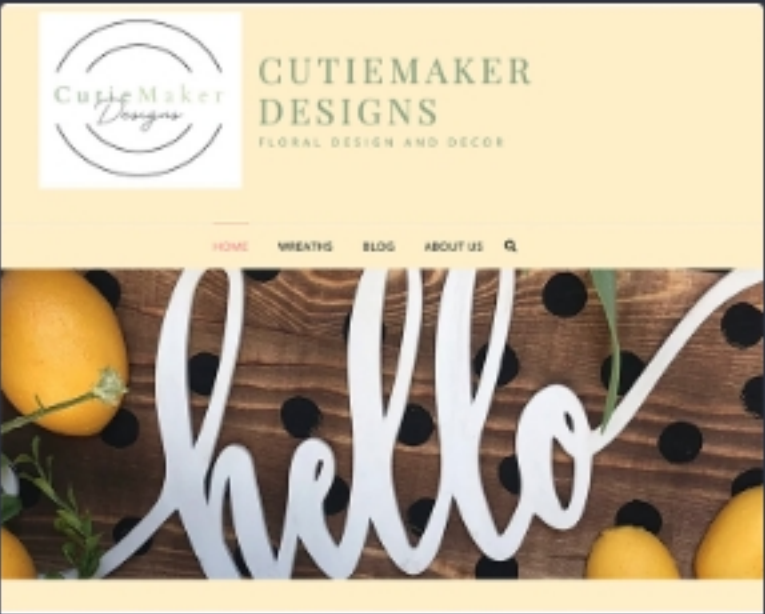 CutieMaker
Designs
CUTIEMAKER
DESIGNS
FLORAL DESIGN AND DECOR
HOME WREATHS BLOG ABOUT US
hello